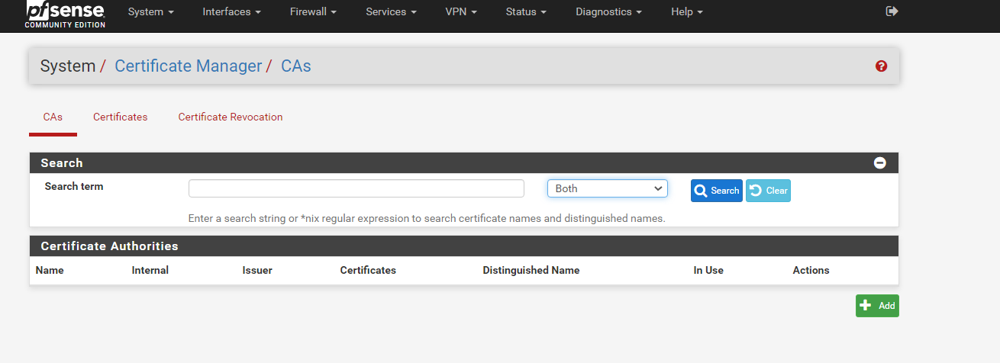 pfsense.
COMMUNITY EDITION
System Interfaces Firewall Services VPN Status Diagnostics Help
System / Certificate Manager / CAs
?
CAs Certificates Certificate Revocation
Search
Search term Both Search Clear
Enter a search string or *nix regular expression to search certificate names and distinguished names.
Certificate Authorities
Name Internal Issuer Certificates Distinguished Name In Use Actions
Add